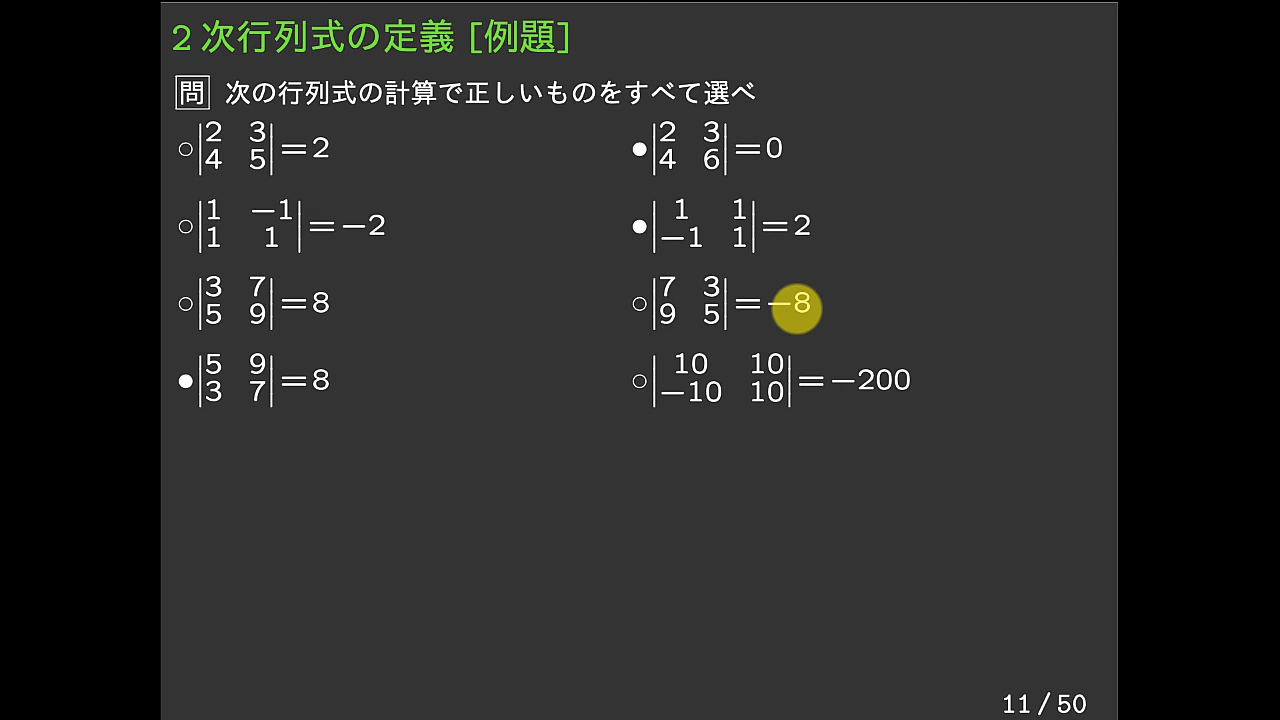 2次行列式の定義 [例題]
問 次の行列式の計算で正しいものをすべて選べ
○|2 3|=2 ●|2 3|=0
|4 5| |4 6|
○|1 −1|=−2 ●|1 1|=2
|1 1| |−1 1|
○|3 7|=8 ○|7 3|=−8
|5 9| |9 5|
●|5 9|=8 ○|10 10|=−200
|3 7| |−10 10|
11/50